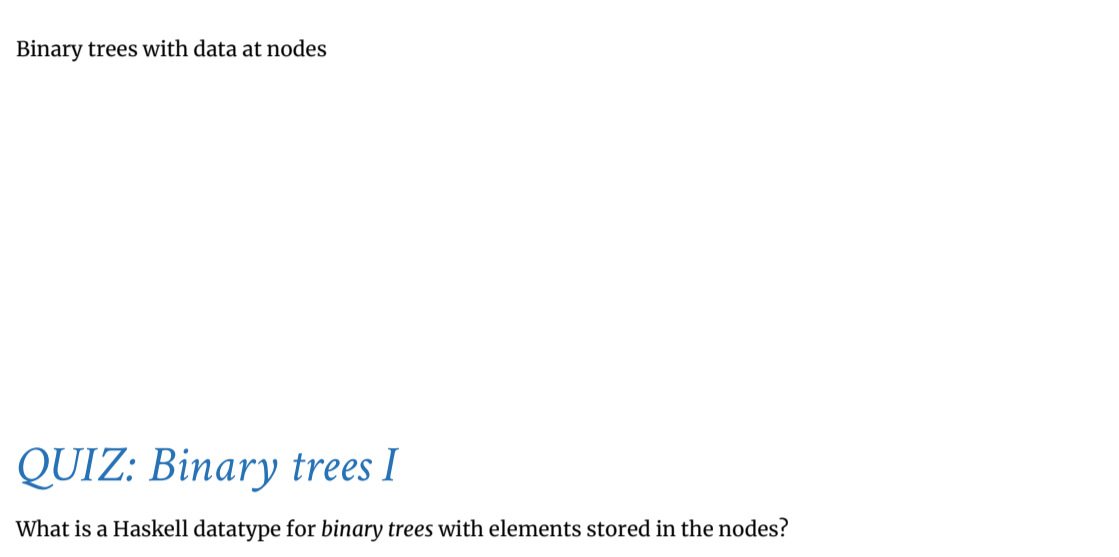 Binary trees with data at nodes
QUIZ: Binary trees I
What is a Haskell datatype for binary trees with elements stored in the nodes?